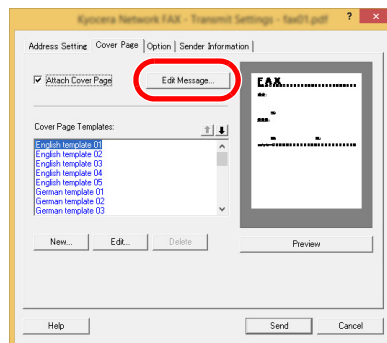 Kyocera Network FAX - Transmit Settings - fax01.pdf ? ×
Address Setting Cover Page Option Sender Information
Attach Cover Page Edit Message...
FAX
Cover Page Templates:
English template 01
English template 02
English template 03
English template 04
English template 05
German template 01
German template 02
German template 03
New... Edit... Delete Preview
Help Send Cancel